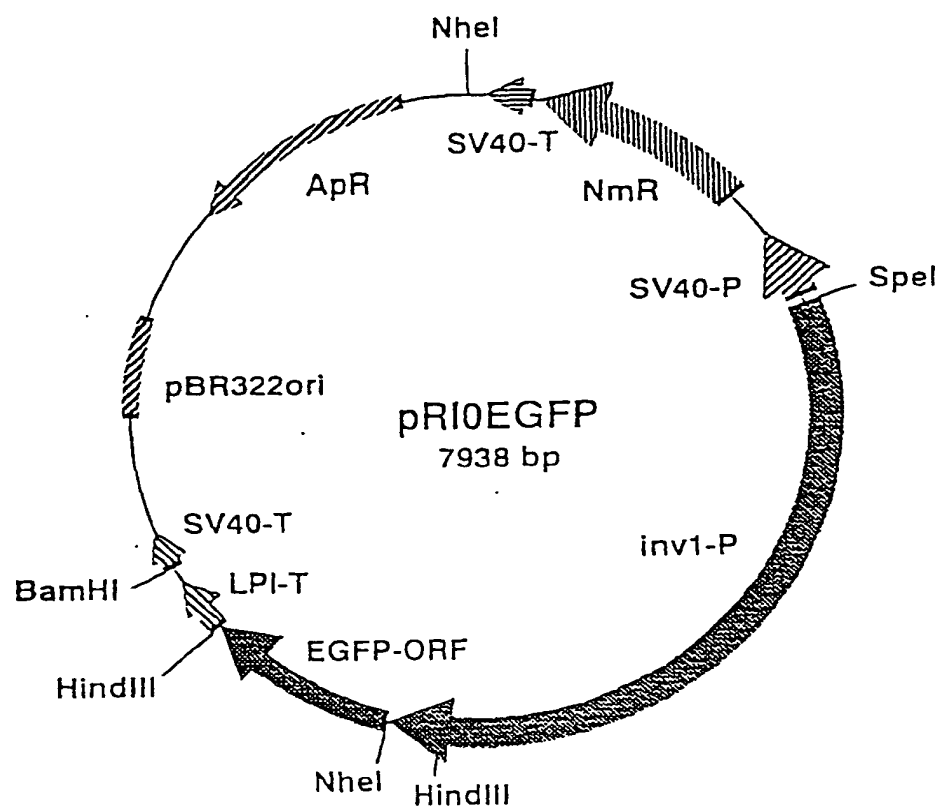 NheI
SV40-T
ApR
NmR
SV40-P
SpeI
pBR322ori
pRI0EGFP
7938 bp
SV40-T
inv1-P
BamHI
LPI-T
EGFP-ORF
HindIII
NheI
HindIII